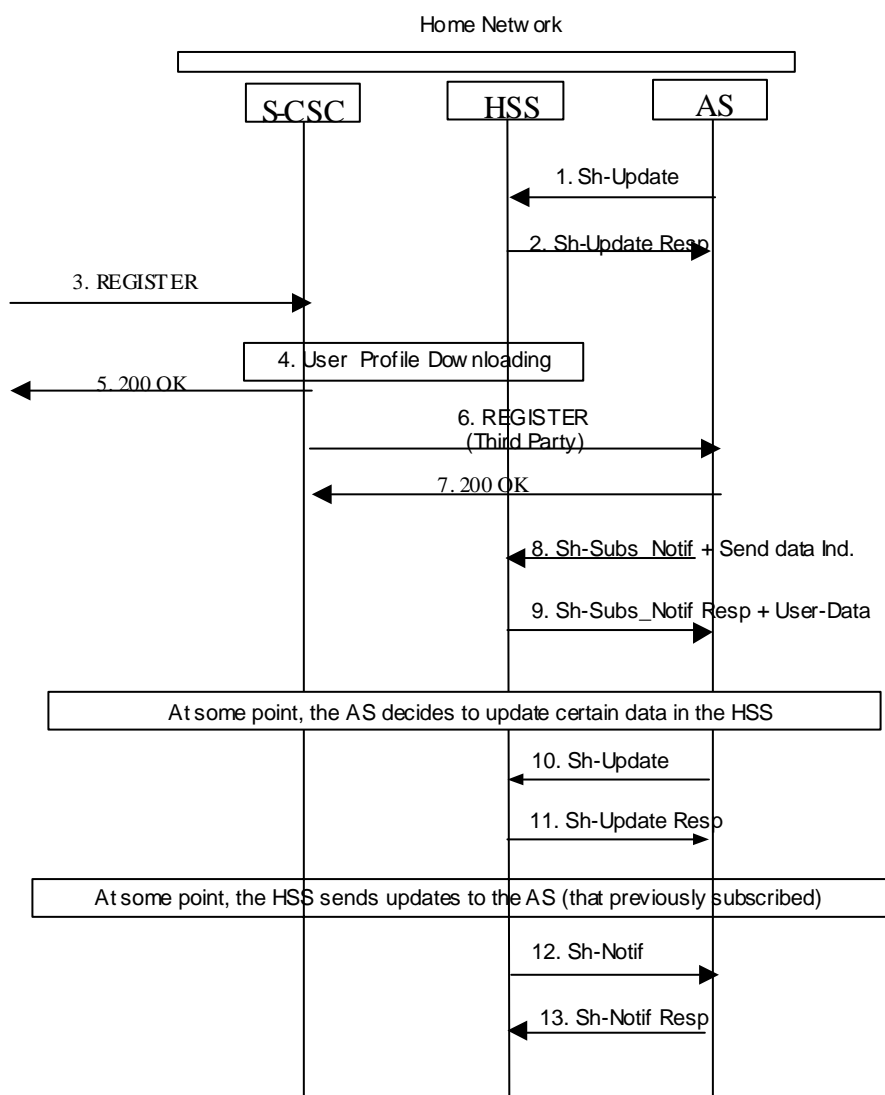 Home Network
S-CSC HSS AS
1. Sh-Update
2. Sh-Update Resp
3. REGISTER
4. User Profile Downloading
5. 200 OK
6. REGISTER
(Third Party)
7. 200 OK
8. Sh-Subs_Notif + Send data Ind.
9. Sh-Subs_Notif Resp + User-Data
At some point, the AS decides to update certain data in the HSS
10. Sh-Update
11. Sh-Update Resp
At some point, the HSS sends updates to the AS (that previously subscribed)
12. Sh-Notif
13. Sh-Notif Resp